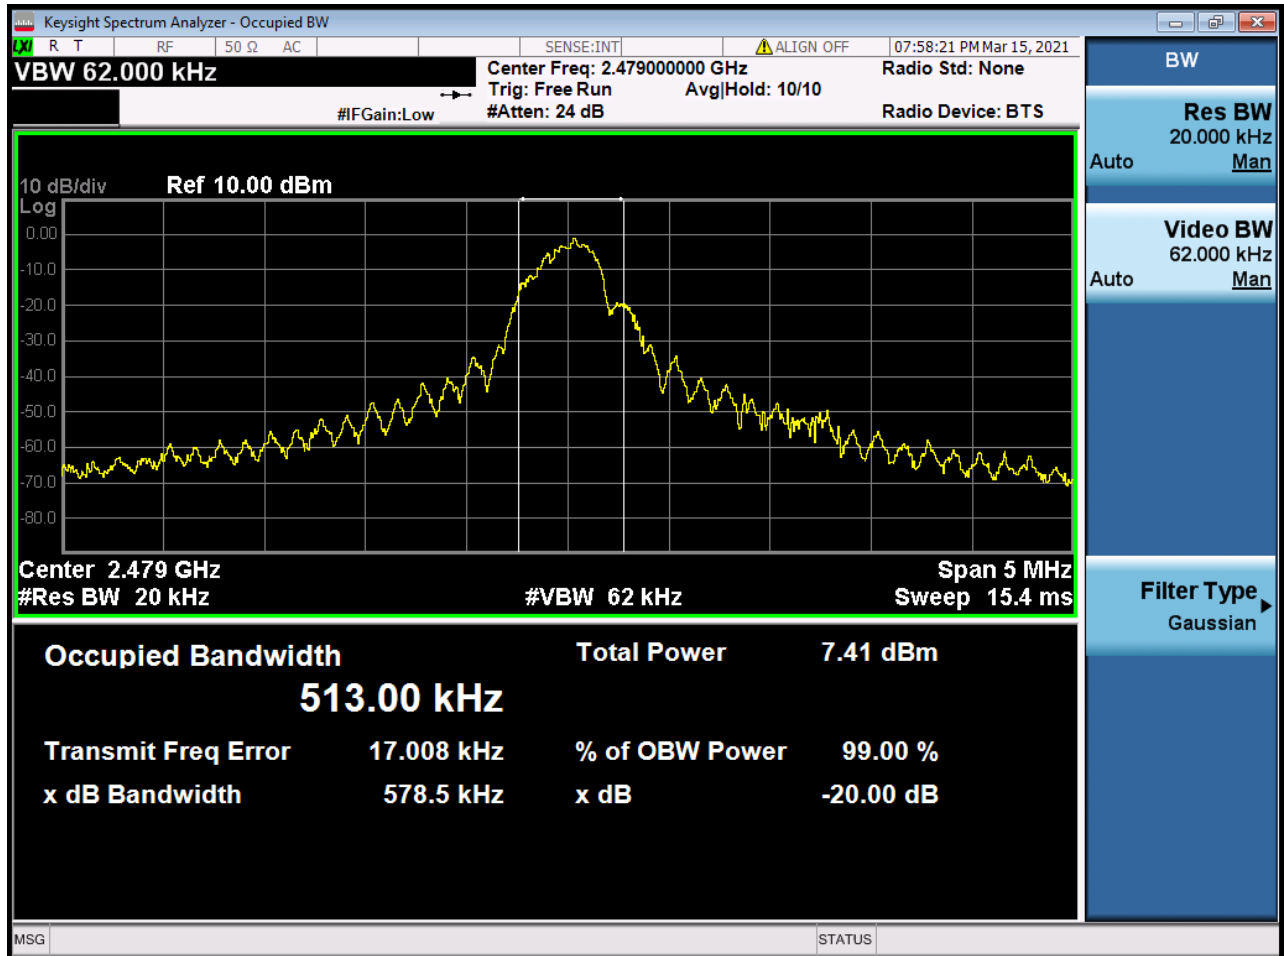 Keysight Spectrum Analyzer - Occupied BW
LXI R T RF 50 Ω AC SENSE:INT ALIGN OFF 07:58:21 PM Mar 15, 2021
VBW 62.000 kHz
Center Freq: 2.479000000 GHz Radio Std: None
Trig: Free Run Avg|Hold: 10/10
#IFGain:Low #Atten: 24 dB Radio Device: BTS
10 dB/div Ref 10.00 dBm
Log
0.00
-10.0
-20.0
-30.0
-40.0
-50.0
-60.0
-70.0
-80.0
Center 2.479 GHz Span 5 MHz
#Res BW 20 kHz #VBW 62 kHz Sweep 15.4 ms
Occupied Bandwidth Total Power 7.41 dBm
513.00 kHz
Transmit Freq Error 17.008 kHz % of OBW Power 99.00 %
x dB Bandwidth 578.5 kHz x dB -20.00 dB
BW
Res BW
20.000 kHz
Auto Man
Video BW
62.000 kHz
Auto Man
Filter Type
Gaussian
MSG STATUS